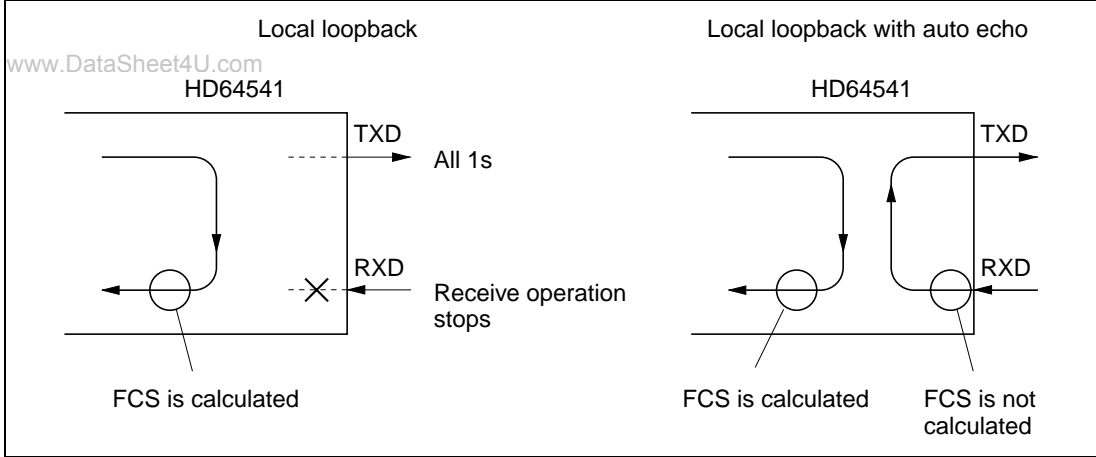 Local loopback
Local loopback with auto echo
www.DataSheet4U.com
HD64541
HD64541
TXD
All 1s
RXD
Receive operation
stops
FCS is calculated
TXD
RXD
FCS is calculated
FCS is not
calculated